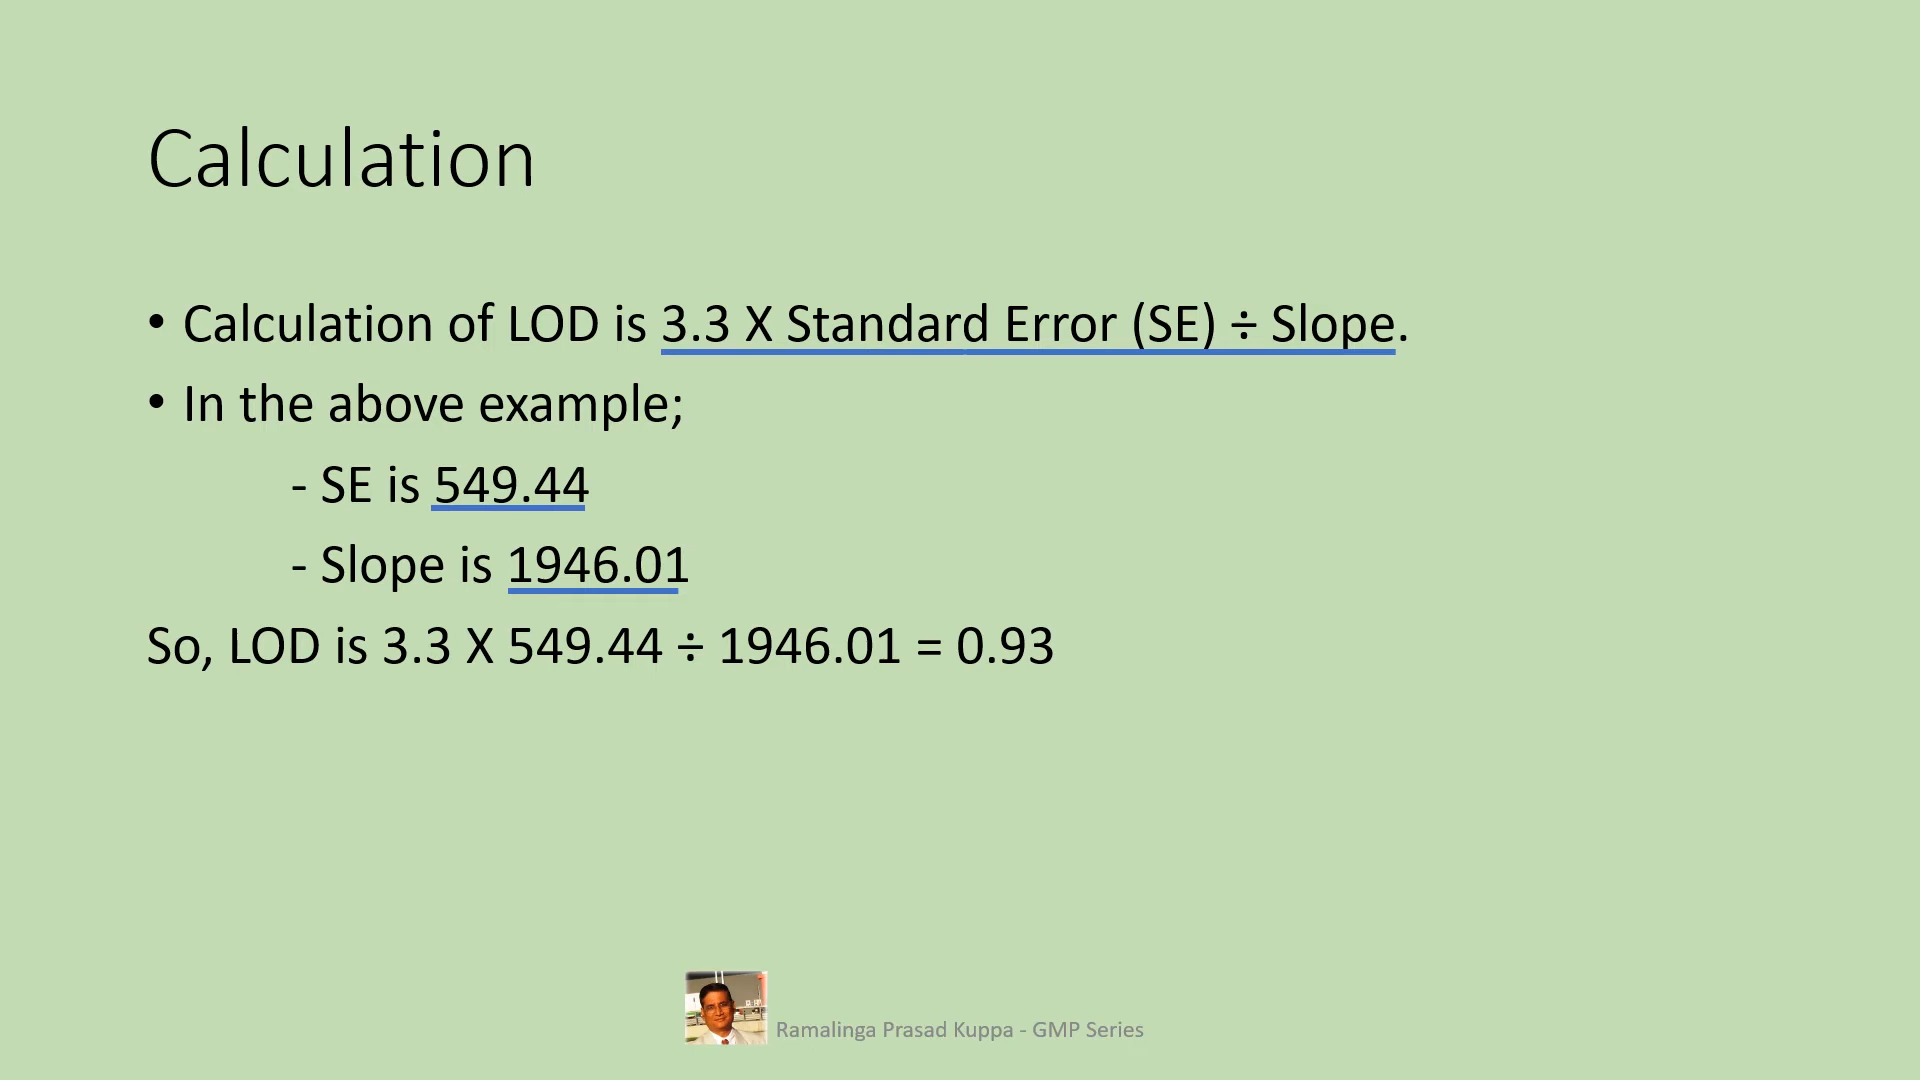 Calculation
• Calculation of LOD is 3.3 X Standard Error (SE) ÷ Slope.
• In the above example;
- SE is 549.44
- Slope is 1946.01
So, LOD is 3.3 X 549.44 ÷ 1946.01 = 0.93
Ramalinga Prasad Kuppa - GMP Series